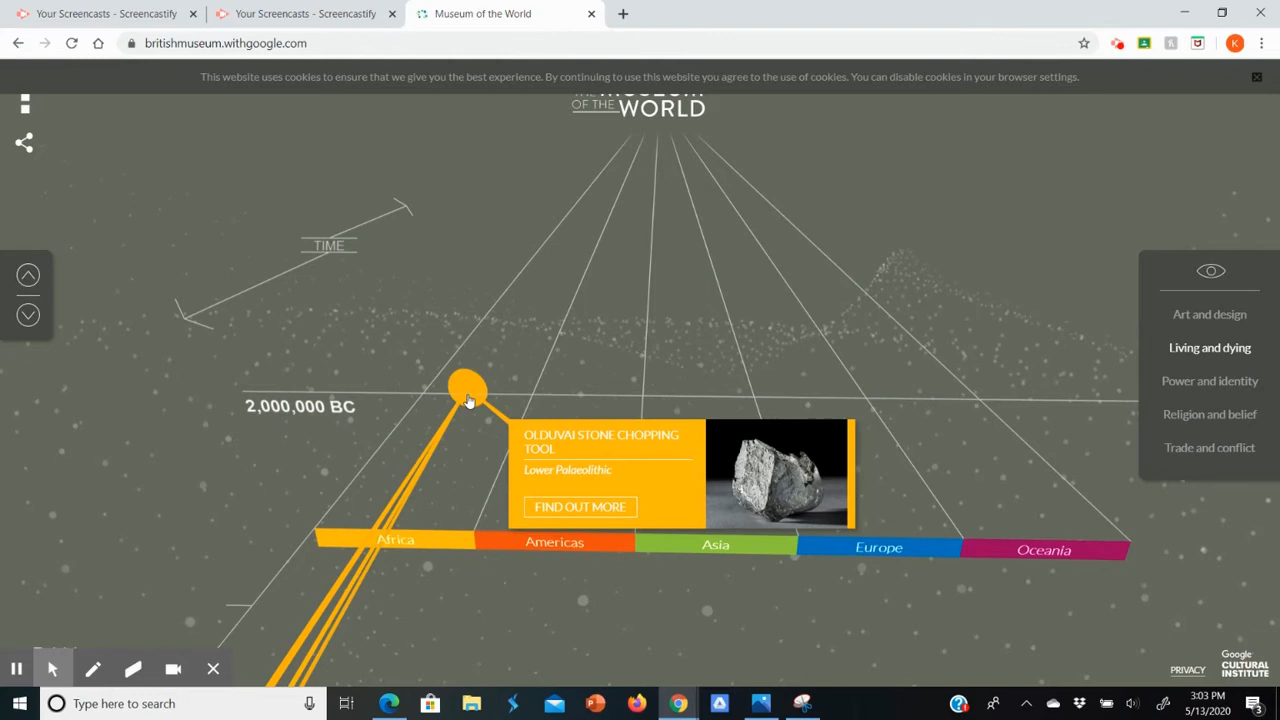 Your Screencasts - Screencastify
Your Screencasts - Screencastify
Museum of the World
britishmuseum.withgoogle.com
K
This website uses cookies to ensure that we give you the best experience. By continuing to use this website you agree to the use of cookies. You can disable cookies in your browser settings.
OF THE WORLD
TIME
2,000,000 BC
OLDUVAI STONE CHOPPING
TOOL
Lower Palaeolithic
FIND OUT MORE
Africa
Americas
Asia
Europe
Oceania
Art and design
Living and dying
Power and identity
Religion and belief
Trade and conflict
PRIVACY
Google
CULTURAL
INSTITUTE
Type here to search
3:03 PM
5/13/2020
3